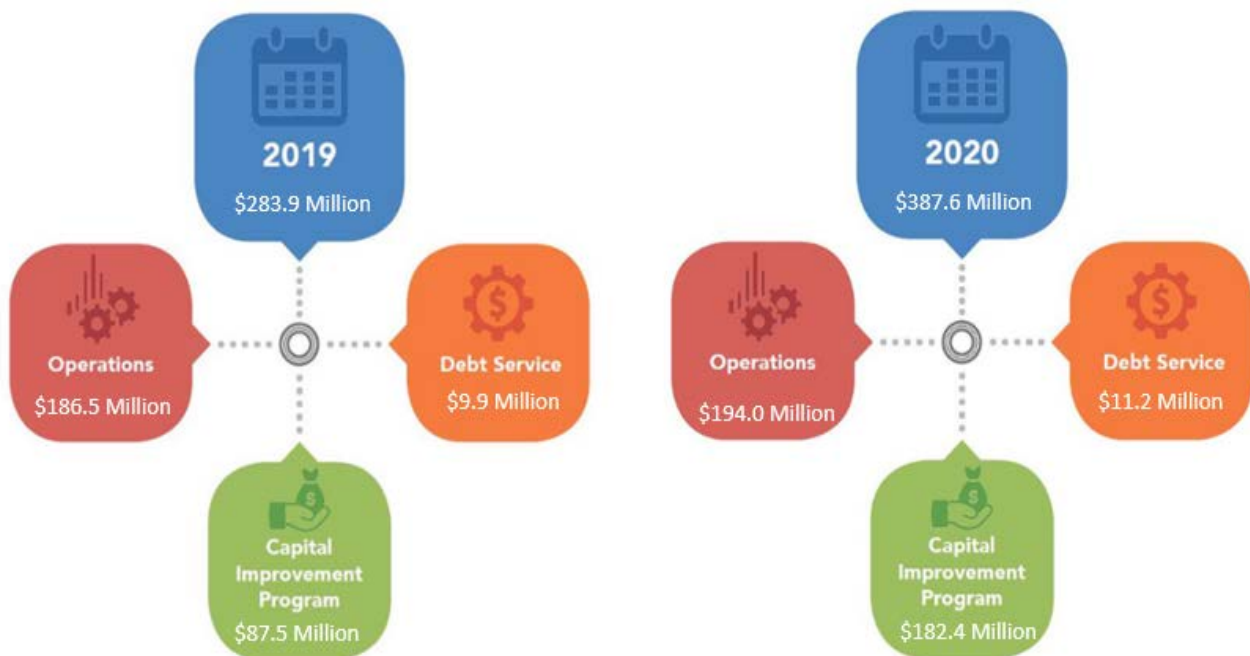 2019
$283.9 Million
Operations
$186.5 Million
Debt Service
$9.9 Million
Capital
Improvement
Program
$87.5 Million
2020
$387.6 Million
Operations
$194.0 Million
Debt Service
$11.2 Million
Capital
Improvement
Program
$182.4 Million